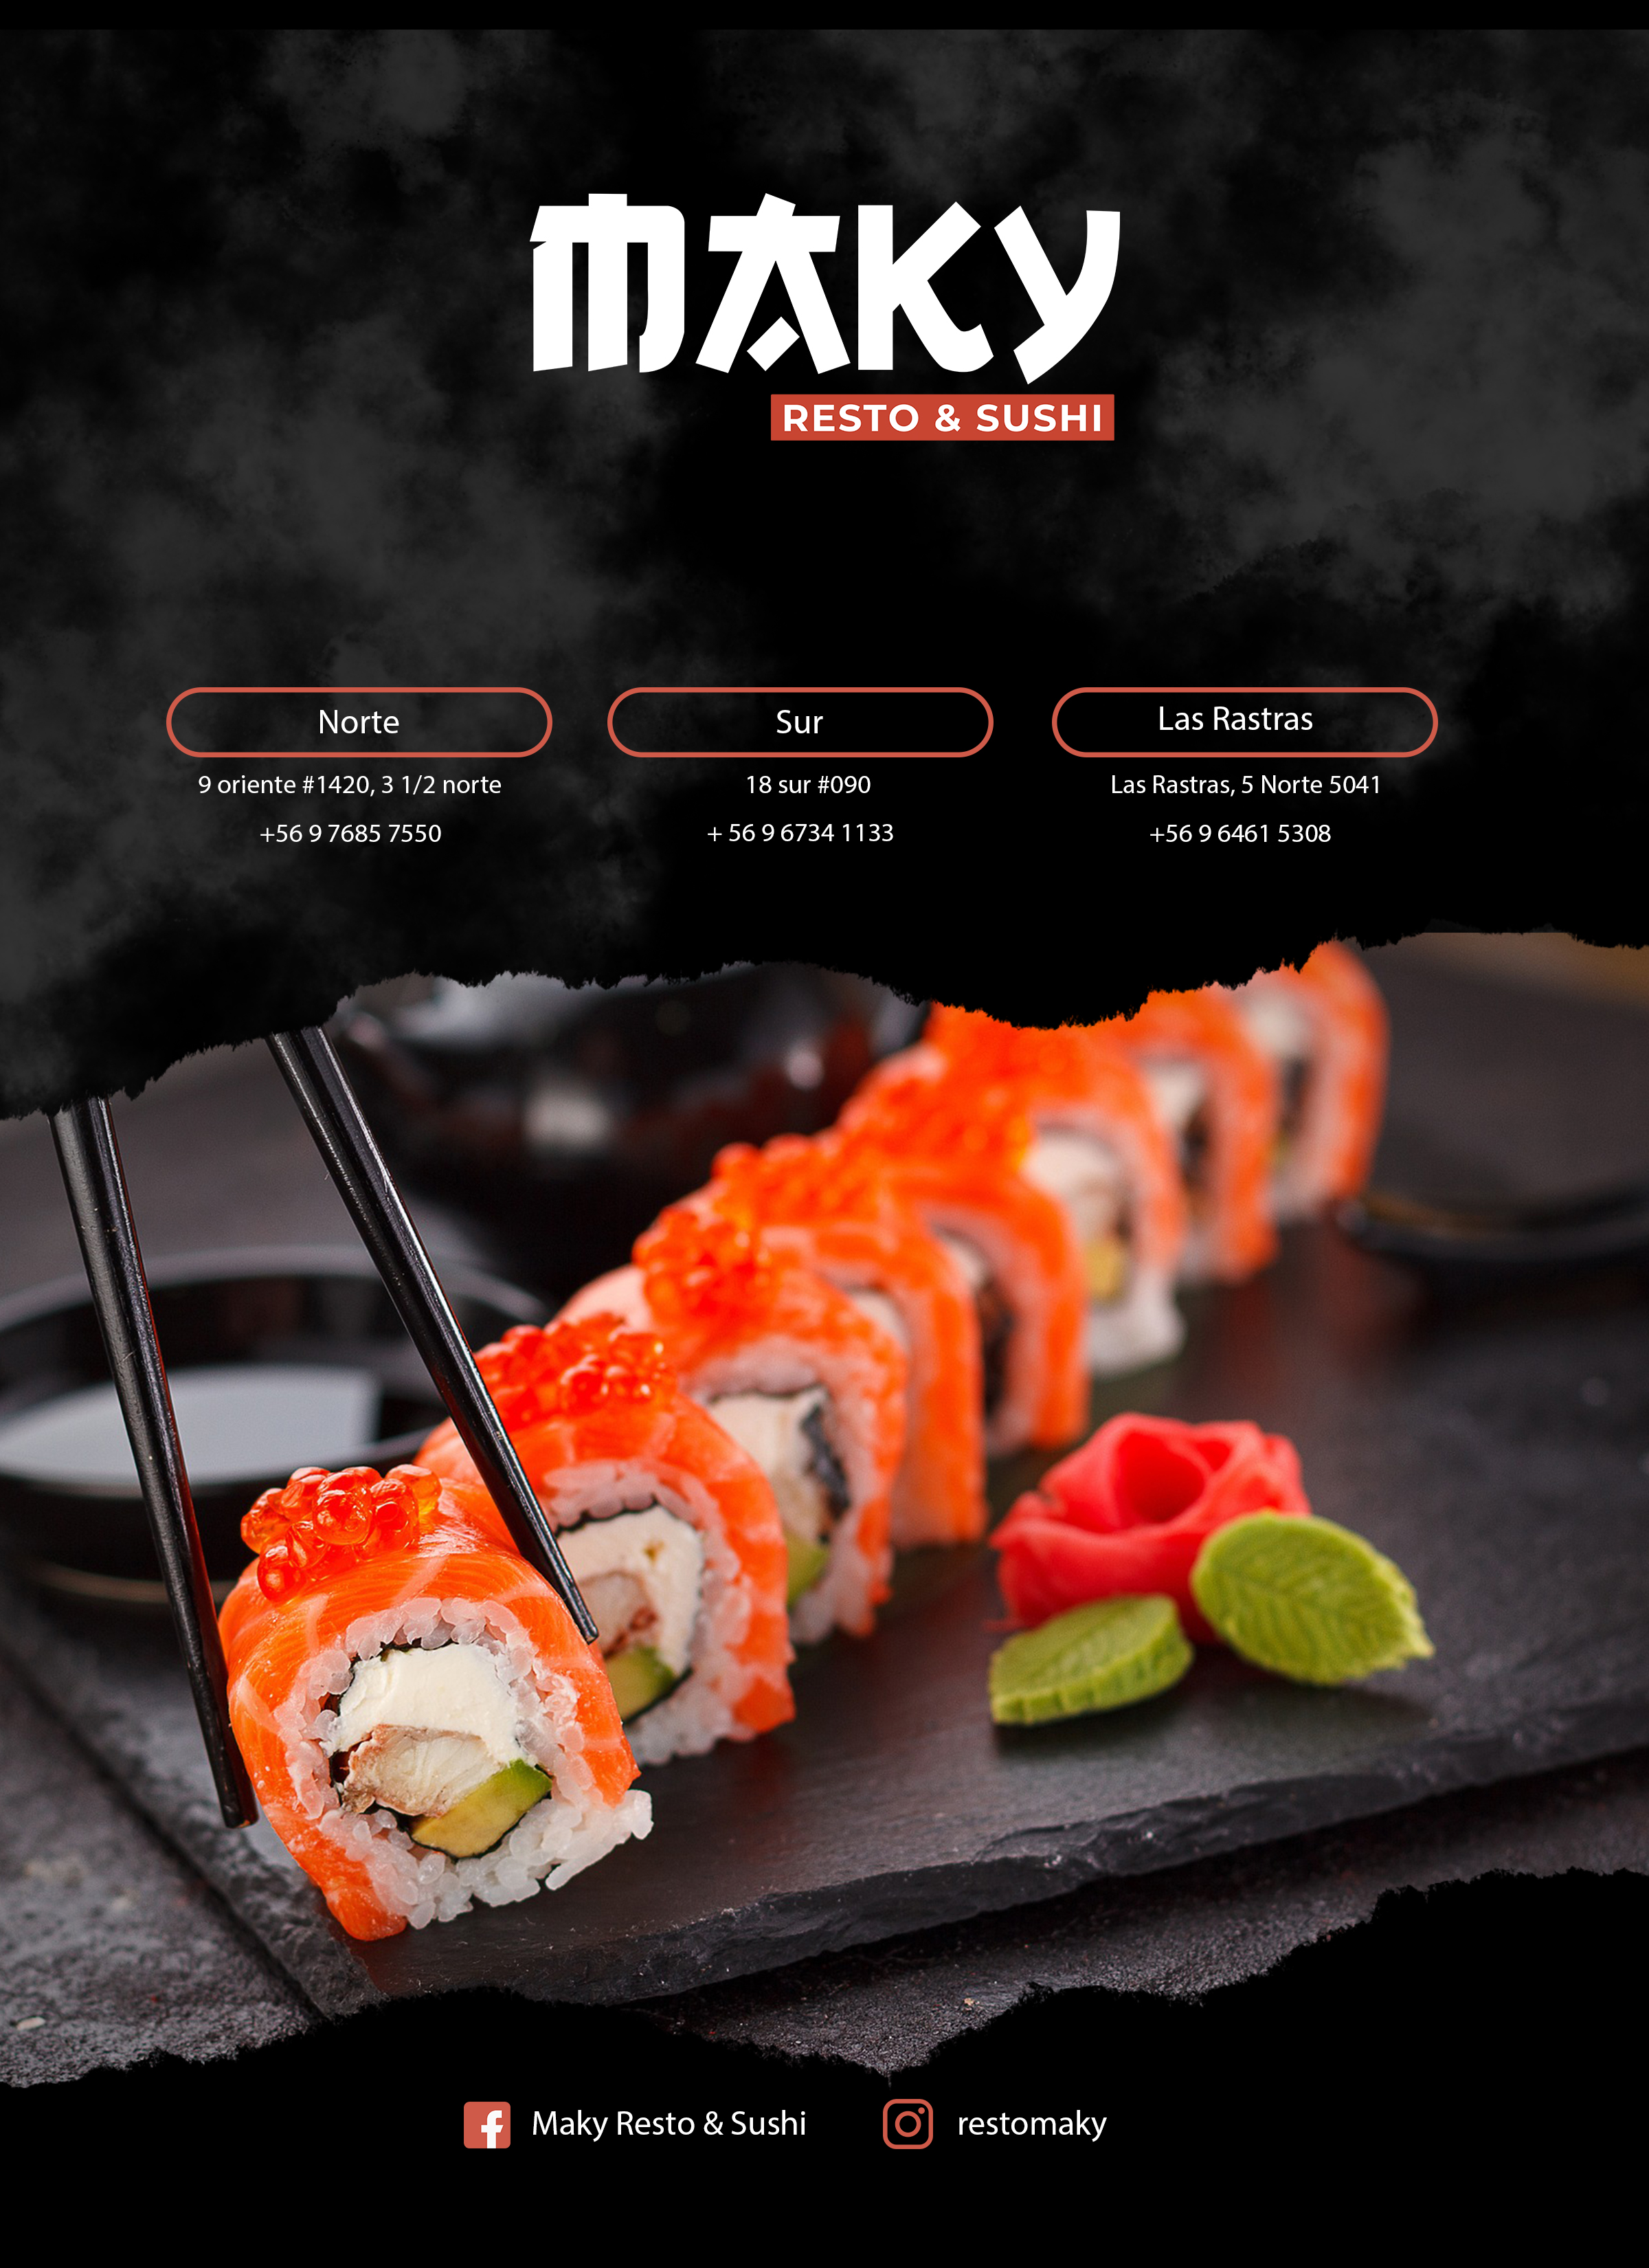 MAKY
RESTO & SUSHI
Norte
9 oriente #1420, 3 1/2 norte
+56 9 7685 7550
Sur
18 sur #090
+ 56 9 6734 1133
Las Rastras
Las Rastras, 5 Norte 5041
+56 9 6461 5308
Maky Resto & Sushi
restomaky